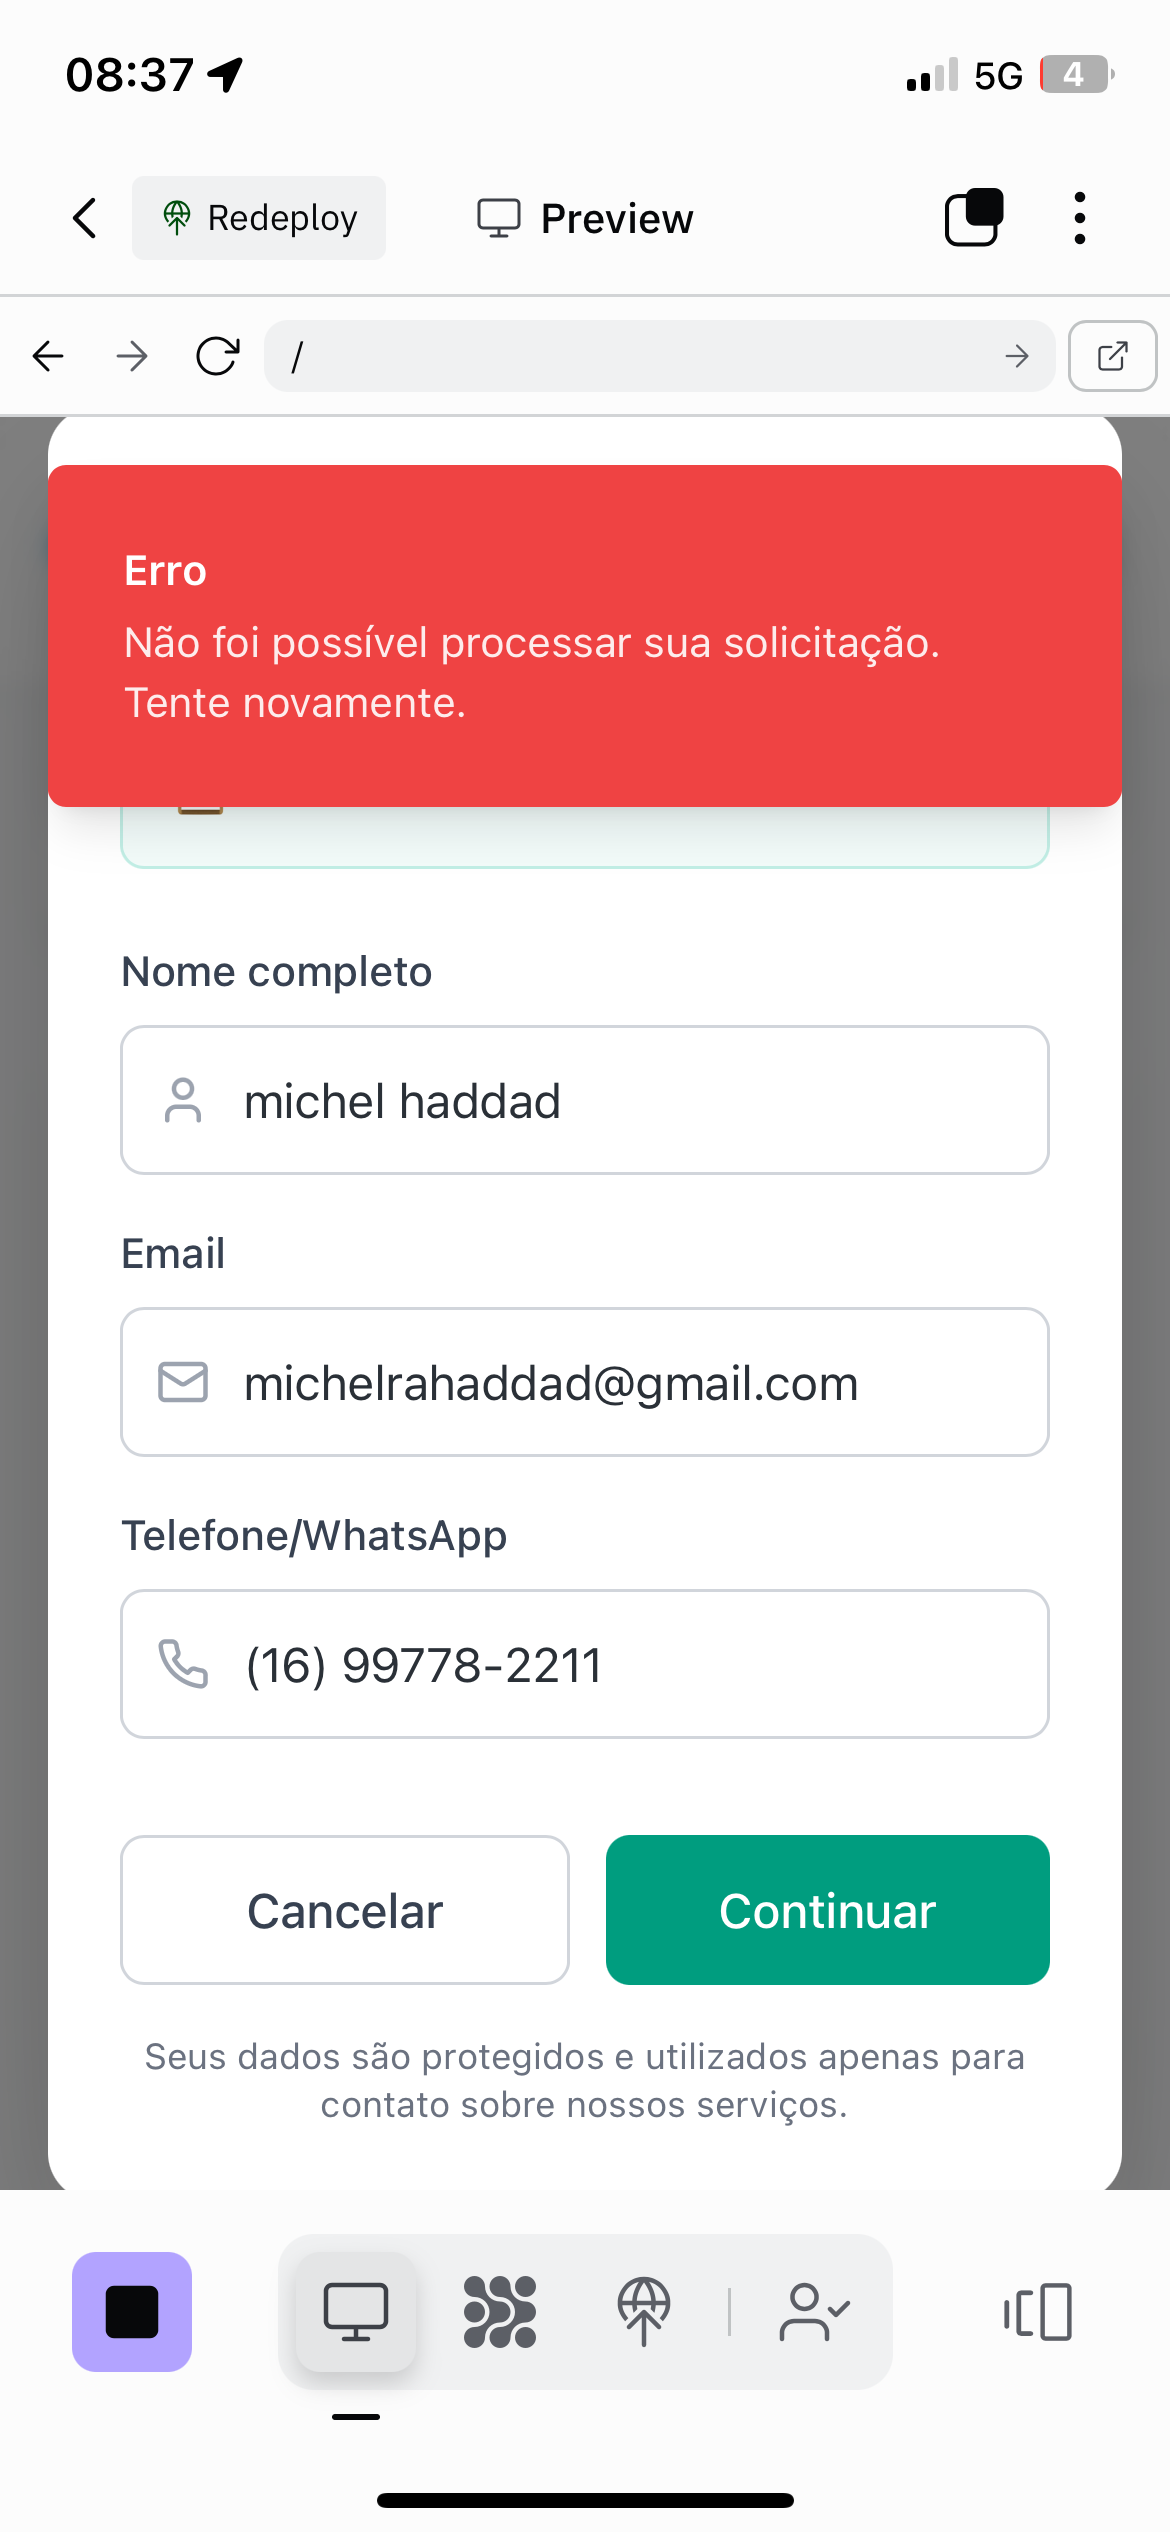 08:37
5G
4
Redeploy
Preview
/
Erro
Não foi possível processar sua solicitação.
Tente novamente.
Nome completo
michel haddad
Email
michelrahaddad@gmail.com
Telefone/WhatsApp
(16) 99778-2211
Cancelar
Continuar
Seus dados são protegidos e utilizados apenas para
contato sobre nossos serviços.